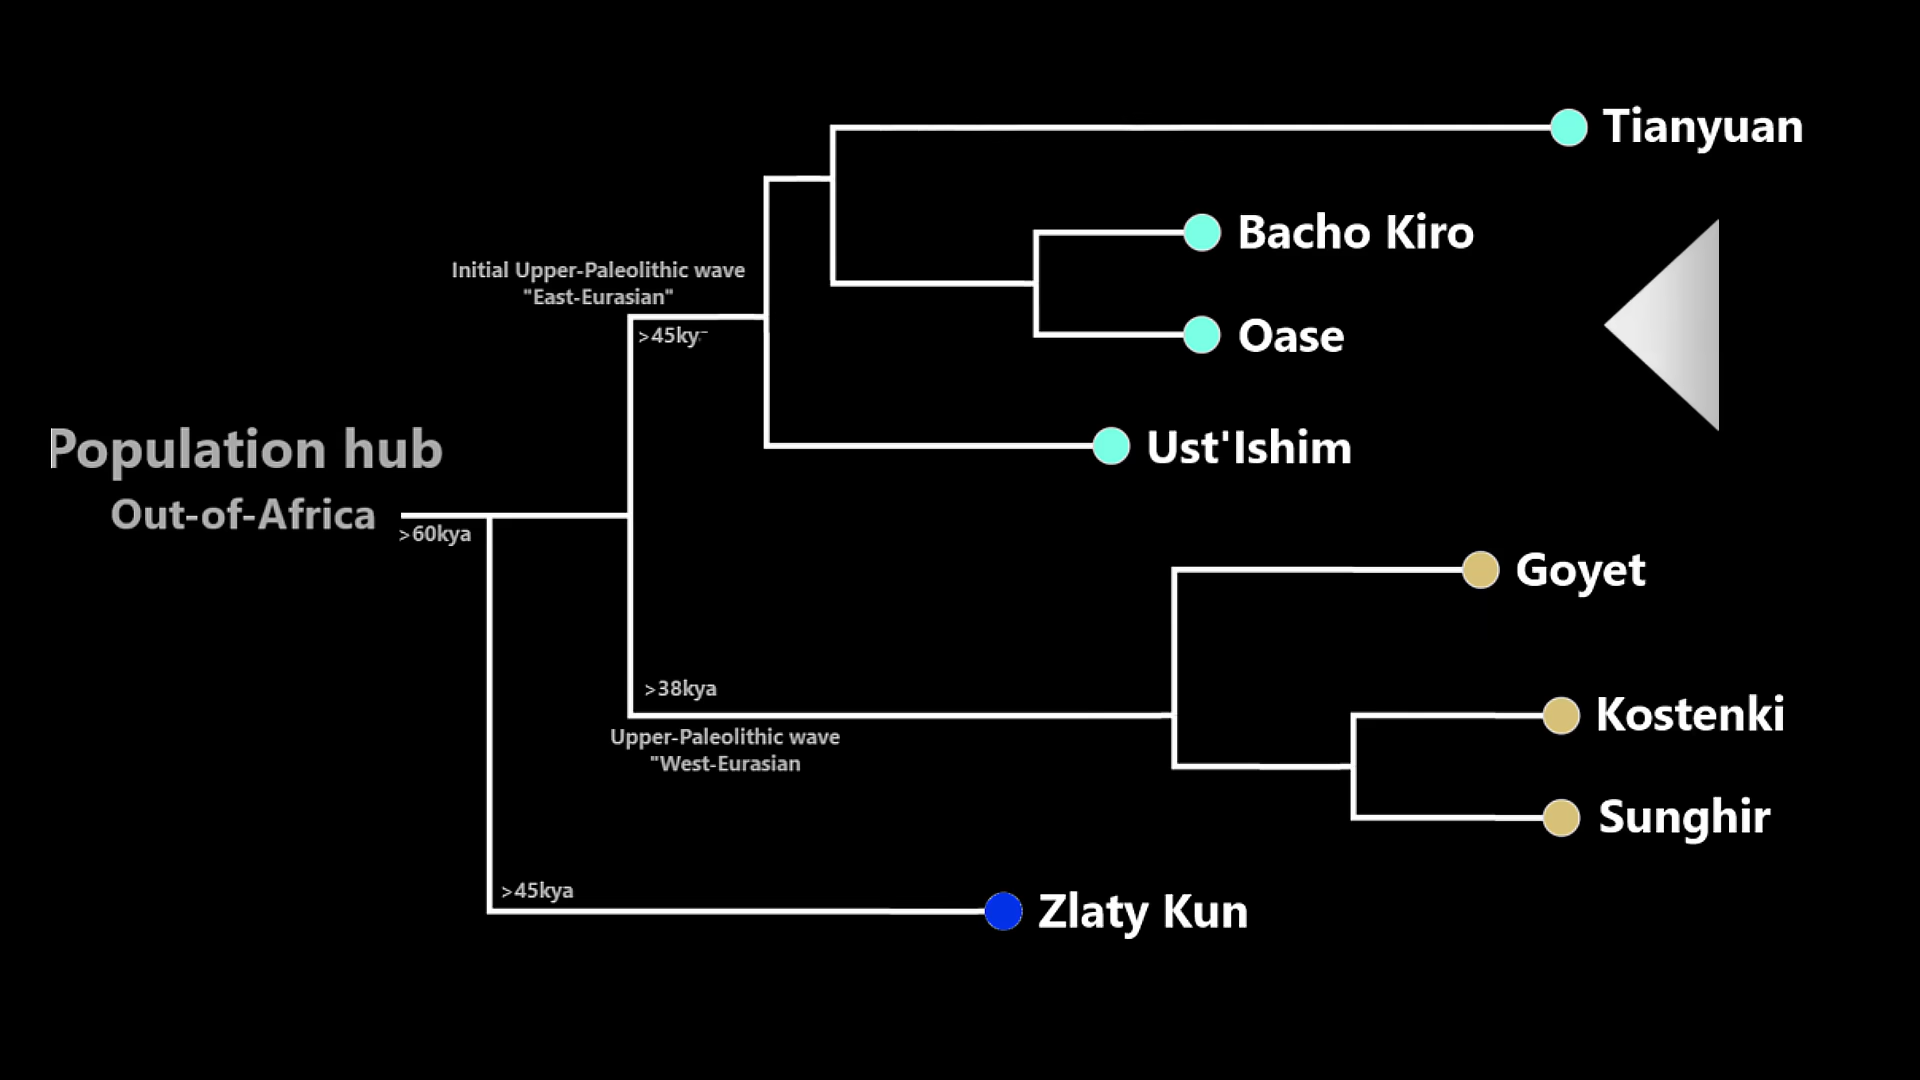 Tianyuan
Bacho Kiro
Initial Upper-Paleolithic wave
"East-Eurasian"
>45ky
Oase
Ust'Ishim
Population hub
Out-of-Africa
>60kya
Goyet
>38kya
Kostenki
Upper-Paleolithic wave
"West-Eurasian
Sunghir
>45kya
Zlaty Kun